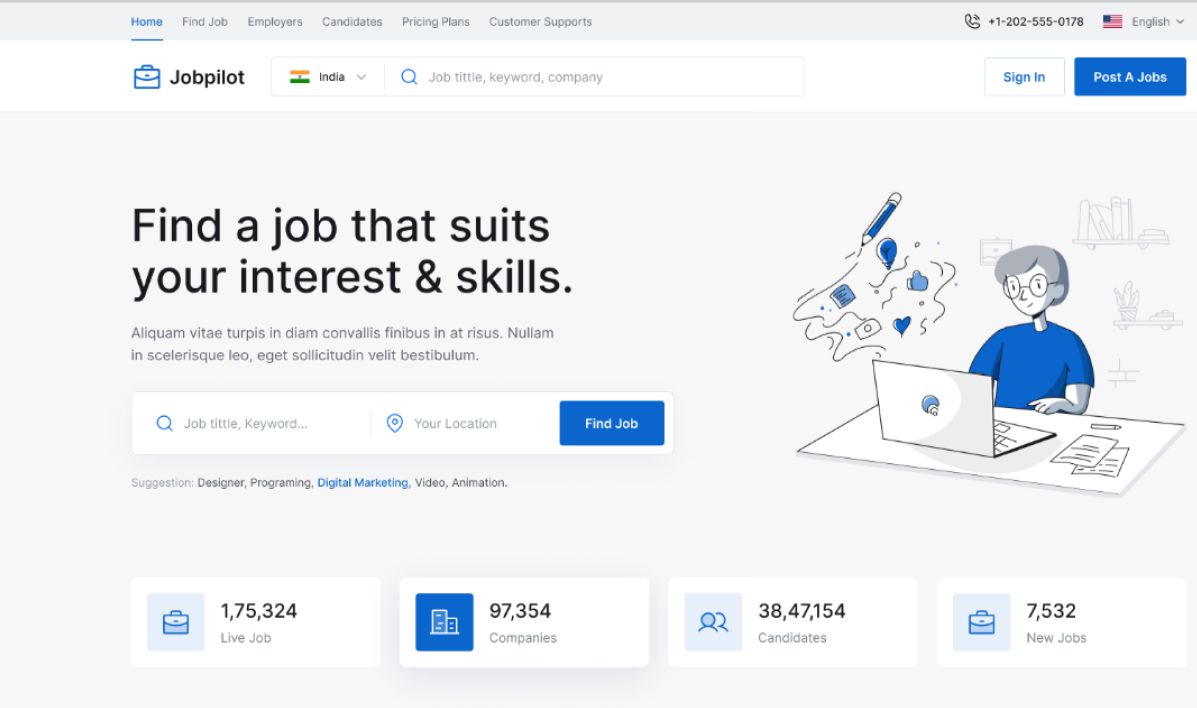 Home Find Job Employers Candidates Pricing Plans Customer Supports +1-202-555-0178 English
Jobpilot India Job tittle, keyword, company Sign In Post A Jobs
Find a job that suits
your interest & skills.
Aliquam vitae turpis in diam convallis finibus in at risus. Nullam
in scelerisque leo, eget sollicitudin velit bestibulum.
Job tittle, Keyword... Your Location Find Job
Suggestion: Designer, Programing, Digital Marketing, Video, Animation.
1,75,324 97,354 38,47,154 7,532
Live Job Companies Candidates New Jobs